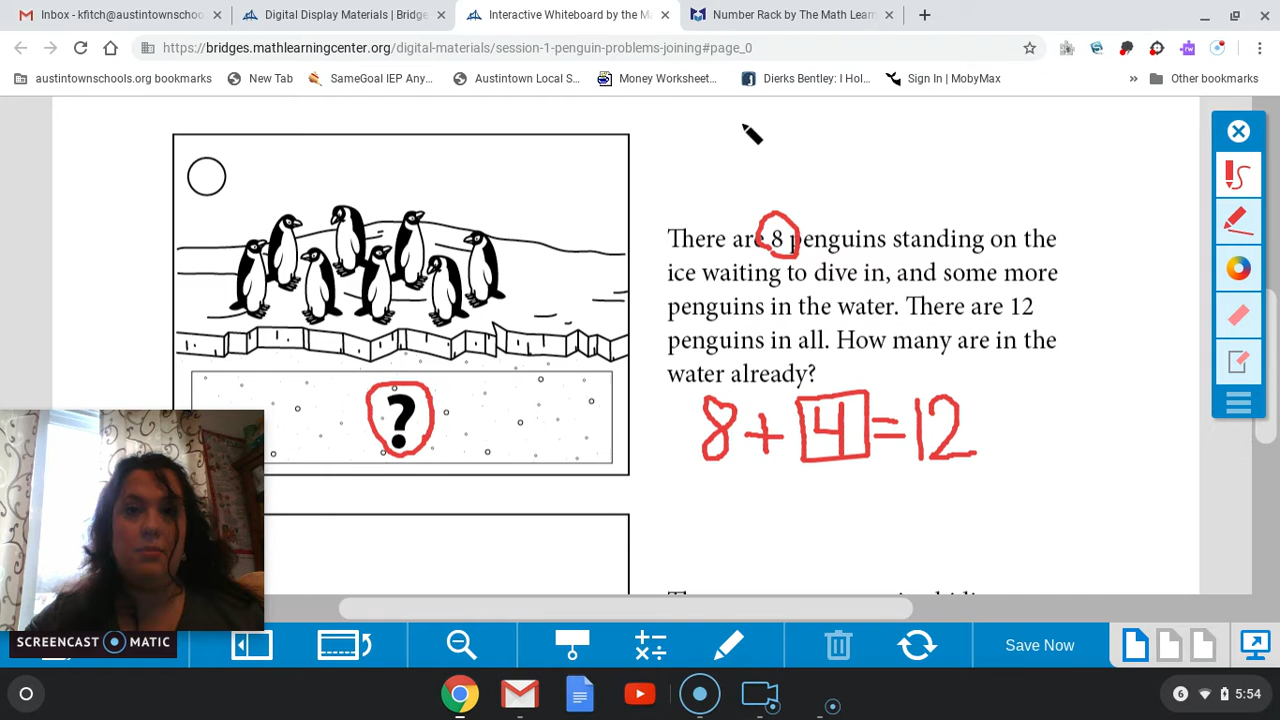 Inbox - kfitch@austintownschoo
Digital Display Materials | Bridge
Interactive Whiteboard by the Ma
Number Rack by The Math Learn
https://bridges.mathlearningcenter.org/digital-materials/session-1-penguin-problems-joining#page_0
austintownschools.org bookmarks
New Tab
SameGoal IEP Any...
Austintown Local S...
Money Worksheet...
Dierks Bentley: I Hol...
Sign In | MobyMax
»
Other bookmarks
There are 8 penguins standing on the
ice waiting to dive in, and some more
penguins in the water. There are 12
penguins in all. How many are in the
water already?
?
8 + 4 = 12
SCREENCAST MATIC
Save Now
6
5:54